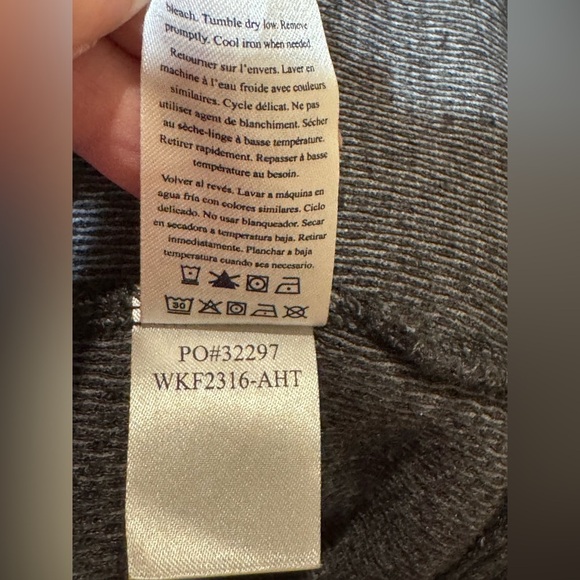 bleach. Tumble dry low. Remove
promptly. Cool iron when needed
Retourner sur l'envers. Laver en
machine à l'eau froide avec couleurs
similaires. Cycle délicat. Ne pas
utiliser agent de blanchiment. Sécher
au sèche-linge à basse température.
Retirer rapidement. Repasser à basse
température au besoin.
Volver al revés. Lavar a máquina en
agua fría con colores similares. Ciclo
delicado. No usar blanqueador. Secar
en secadora a temperatura baja. Retirar
inmediatamente. Planchar a baja
temperatura cuando sea necesario.
30
PO#32297
WKF2316-AHT